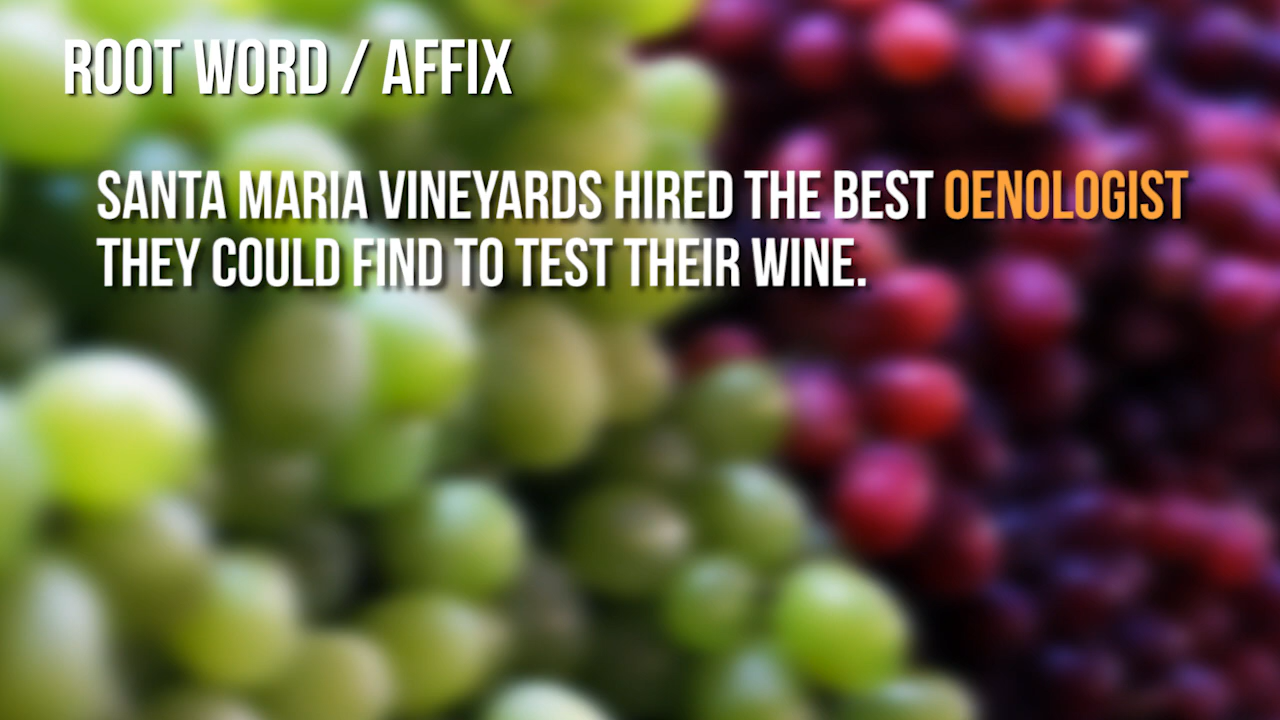 ROOT WORD / AFFIX
SANTA MARIA VINEYARDS HIRED THE BEST OENOLOGIST
THEY COULD FIND TO TEST THEIR WINE.